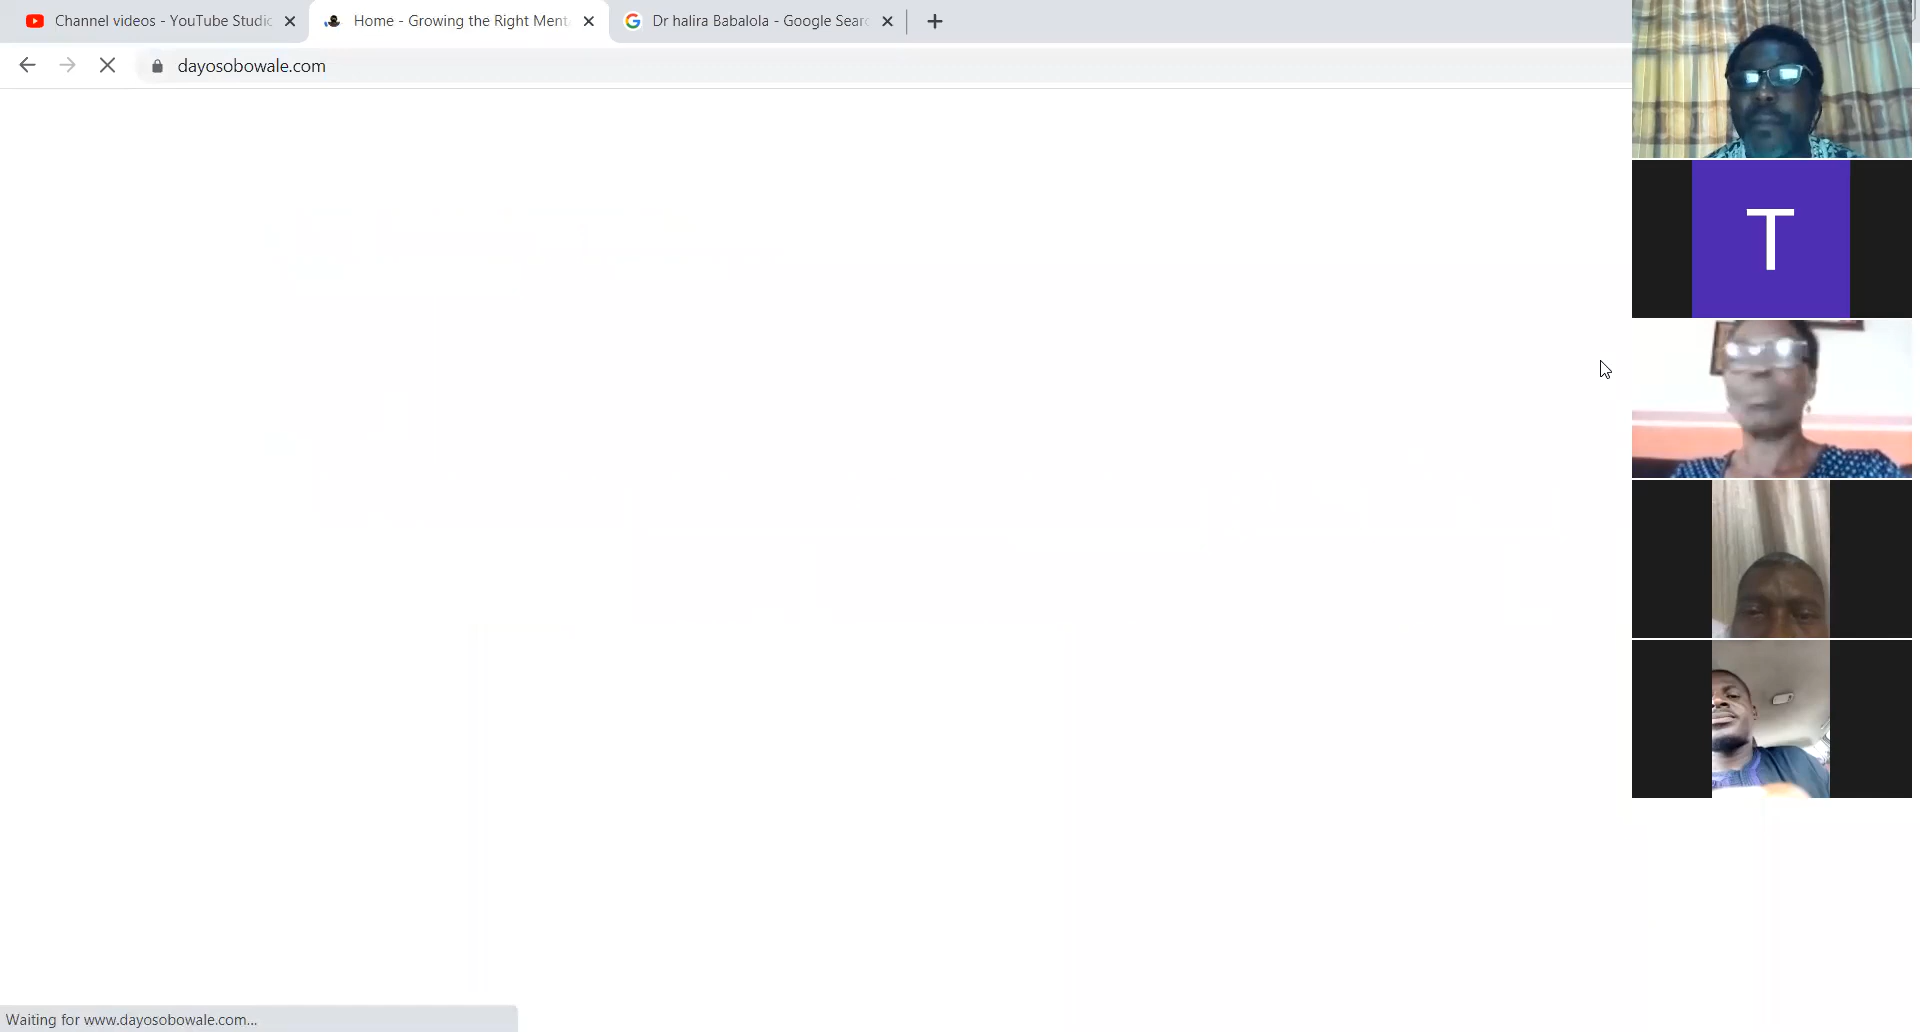 Channel videos - YouTube Studio
Home - Growing the Right Ment
Dr halira Babalola - Google Sear
dayosobowale.com
T
Waiting for www.dayosobowale.com...